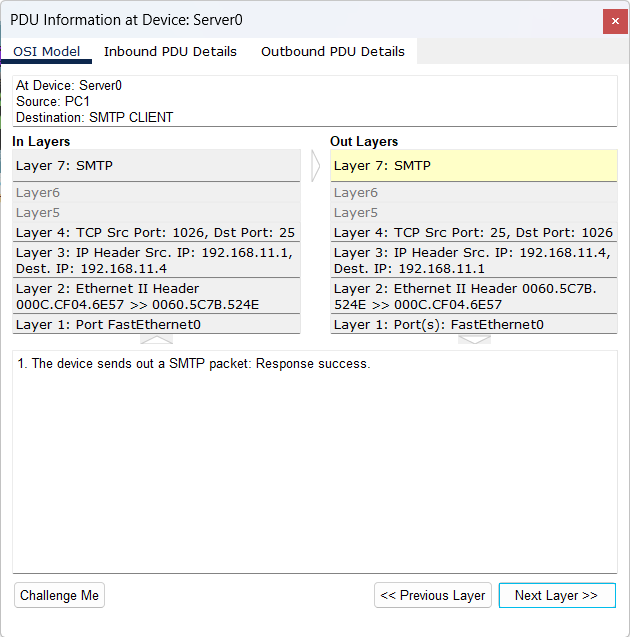 PDU Information at Device: Server0
OSI Model
Inbound PDU Details
Outbound PDU Details
At Device: Server0
Source: PC1
Destination: SMTP CLIENT
In Layers
Layer 7: SMTP
Layer6
Layer5
Layer 4: TCP Src Port: 1026, Dst Port: 25
Layer 3: IP Header Src. IP: 192.168.11.1,
Dest. IP: 192.168.11.4
Layer 2: Ethernet II Header
000C.CF04.6E57 >> 0060.5C7B.524E
Layer 1: Port FastEthernet0
Out Layers
Layer 7: SMTP
Layer6
Layer5
Layer 4: TCP Src Port: 25, Dst Port: 1026
Layer 3: IP Header Src. IP: 192.168.11.4,
Dest. IP: 192.168.11.1
Layer 2: Ethernet II Header 0060.5C7B.
524E >> 000C.CF04.6E57
Layer 1: Port(s): FastEthernet0
1. The device sends out a SMTP packet: Response success.
Challenge Me
<< Previous Layer
Next Layer >>